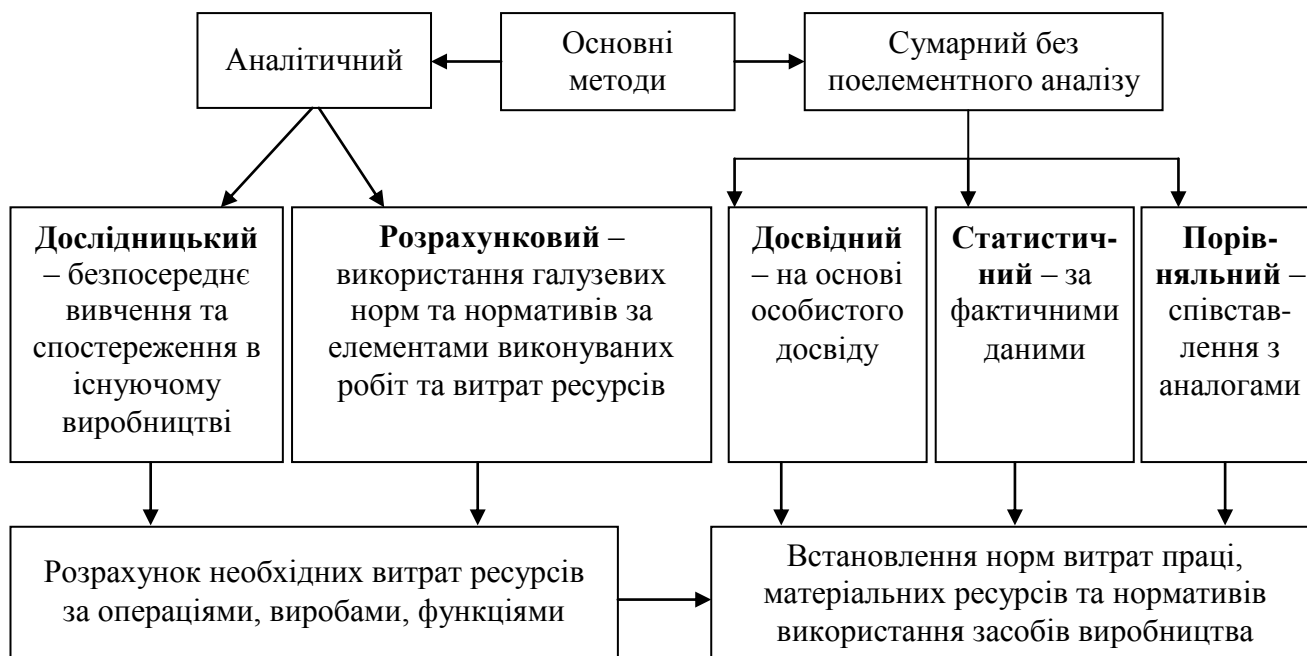 Аналітичний
Основні
методи
Сумарний без
поелементного аналізу
Дослідницький
– безпосереднє
вивчення та
спостереження в
існуючому
виробництві
Розрахунковий –
використання галузевих
норм та нормативів за
елементами виконуваних
робіт та витрат ресурсів
Досвідний
– на основі
особистого
досвіду
Статистич-
ний – за
фактичними
даними
Порів-
няльний –
співстав-
лення з
аналогами
Розрахунок необхідних витрат ресурсів
за операціями, виробами, функціями
Встановлення норм витрат праці,
матеріальних ресурсів та нормативів
використання засобів виробництва